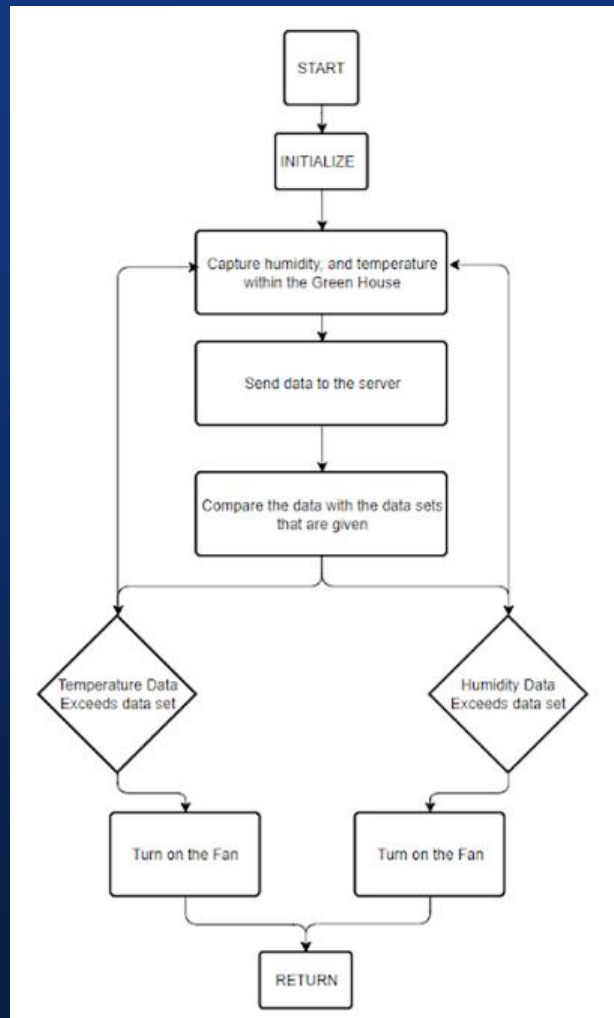 START
INITIALIZE
Capture humidity, and temperature
within the Green House
Send data to the server
Compare the data with the data sets
that are given
Temperature Data
Exceeds data set
Humidity Data
Exceeds data set
Turn on the Fan
Turn on the Fan
RETURN